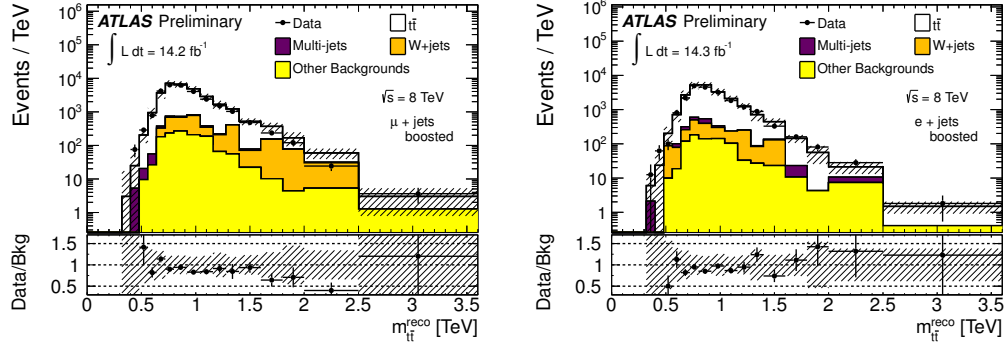 ATLAS Preliminary
∫ L dt = 14.2 fb⁻¹
Data
tt̄
Multi-jets
W+jets
Other Backgrounds
√s = 8 TeV
μ + jets
boosted
Events / TeV
10⁶
10⁵
10⁴
10³
10²
10
1
Data/Bkg
1.5
1
0.5
0 0.5 1 1.5 2 2.5 3 3.5
m_tt̄^reco [TeV]
ATLAS Preliminary
∫ L dt = 14.3 fb⁻¹
Data
tt̄
Multi-jets
W+jets
Other Backgrounds
√s = 8 TeV
e + jets
boosted
Events / TeV
10⁶
10⁵
10⁴
10³
10²
10
1
Data/Bkg
1.5
1
0.5
0 0.5 1 1.5 2 2.5 3 3.5
m_tt̄^reco [TeV]